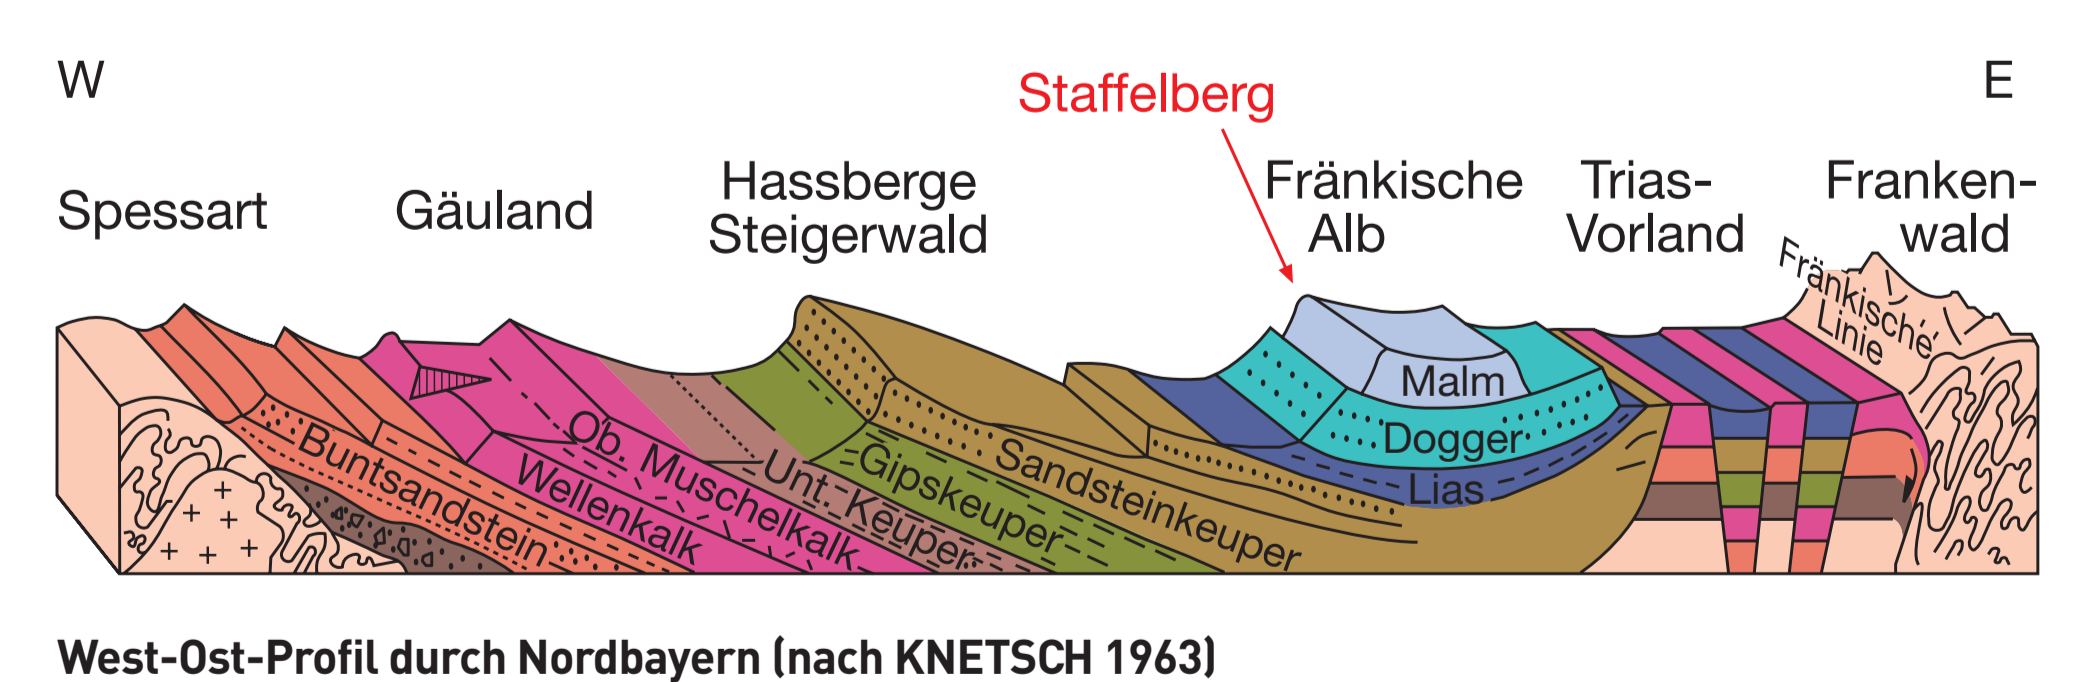 W
E
Staffelberg
Spessart
Gäuland
Hassberge
Steigerwald
Fränkische
Alb
Trias-
Vorland
Franken-
wald
Fränkische
Linie
Buntsandstein
Wellenkalk
Ob. Muschelkalk
Unt. Keuper
Gipskeuper
Sandsteinkeuper
Malm
Dogger
Lias
West-Ost-Profil durch Nordbayern (nach KNETSCH 1963)